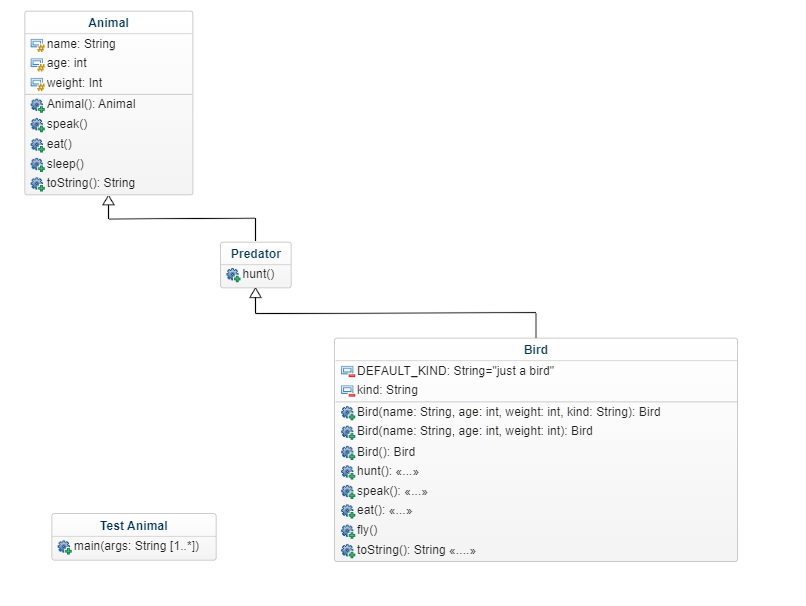 Animal
name: String
age: int
weight: Int
Animal(): Animal
speak()
eat()
sleep()
toString(): String
Predator
hunt()
Bird
DEFAULT_KIND: String="just a bird"
kind: String
Bird(name: String, age: int, weight: int, kind: String): Bird
Bird(name: String, age: int, weight: int): Bird
Bird(): Bird
hunt(): «...»
speak(): «...»
eat(): «...»
fly()
toString(): String «....»
Test Animal
main(args: String [1..*])